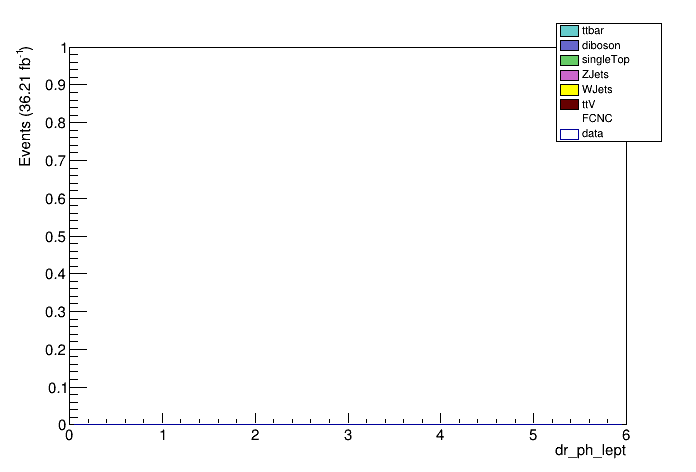 ttbar
diboson
singleTop
ZJets
WJets
ttV
FCNC
data
Events (36.21 fb⁻¹)
1
0.9
0.8
0.7
0.6
0.5
0.4
0.3
0.2
0.1
0
0 1 2 3 4 5 6
dr_ph_lept